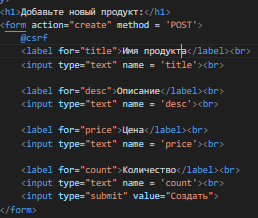 <h1>Добавьте новый продукт:</h1>
<form action="create" method = 'POST'>
@csrf
<label for="title">Имя продукта</label><br>
<input type="text" name = 'title'><br>
<label for="desc">Описание</label><br>
<input type="text" name = 'desc'><br>
<label for="price">Цена</label><br>
<input type="text" name = 'price'><br>
<label for="count">Количество</label><br>
<input type="text" name = 'count'><br>
<input type="submit" value="Создать">
</form>